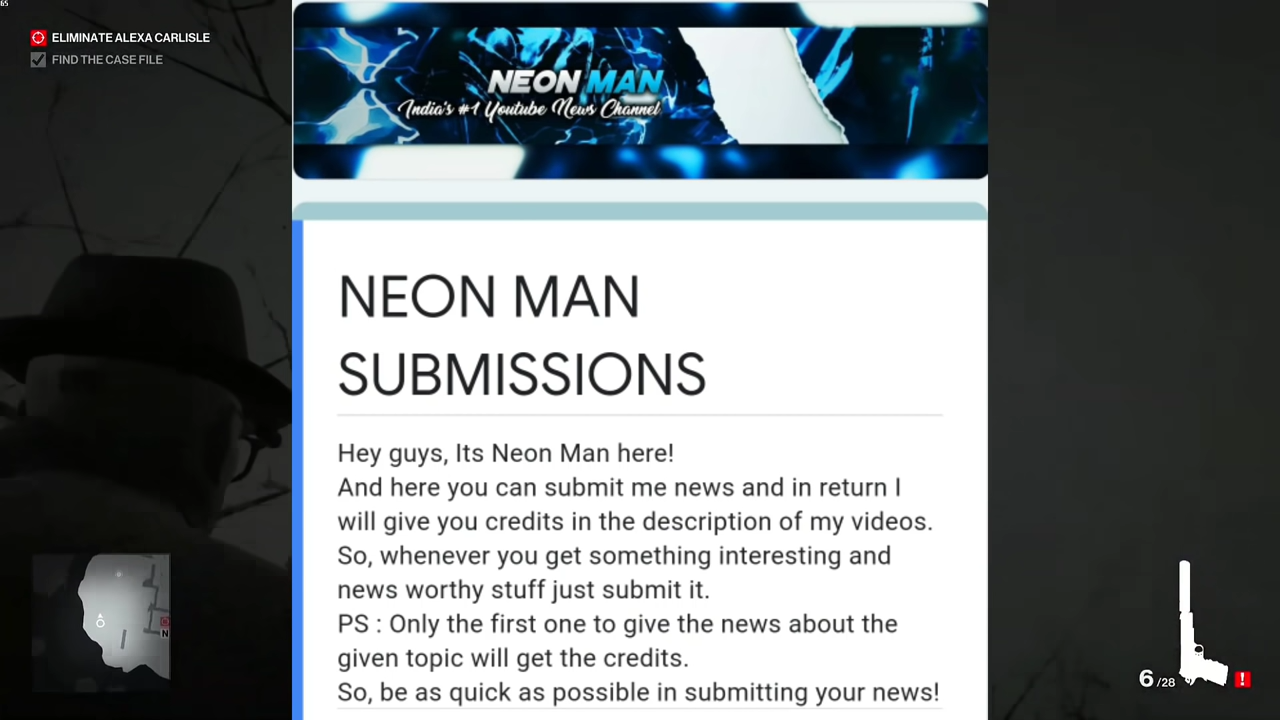 65
ELIMINATE ALEXA CARLISLE
FIND THE CASE FILE
NEON MAN
India's #1 Youtube News Channel
NEON MAN
SUBMISSIONS
Hey guys, Its Neon Man here!
And here you can submit me news and in return I
will give you credits in the description of my videos.
So, whenever you get something interesting and
news worthy stuff just submit it.
PS : Only the first one to give the news about the
given topic will get the credits.
So, be as quick as possible in submitting your news!
N
6 /28
!